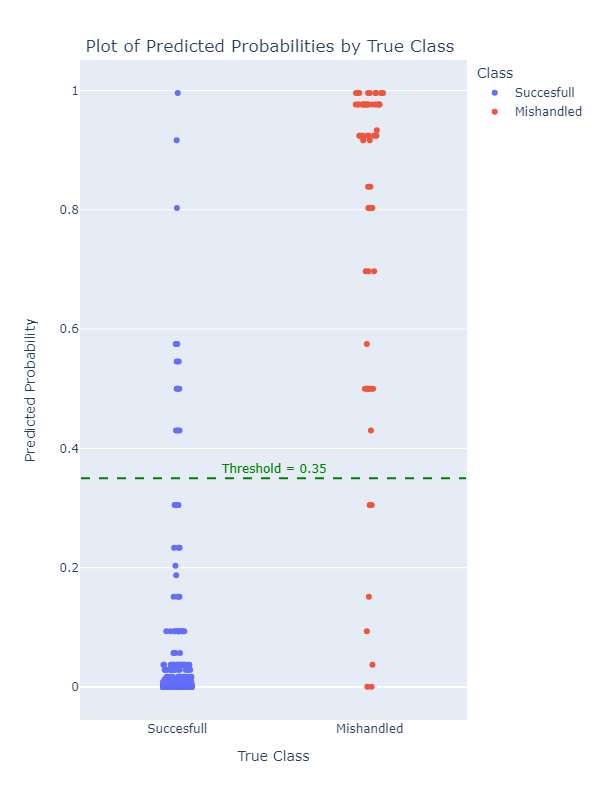 Plot of Predicted Probabilities by True Class
Class
Succesfull
Mishandled
1
0.8
0.6
0.4
0.2
0
Predicted Probability
Threshold = 0.35
Succesfull
Mishandled
True Class